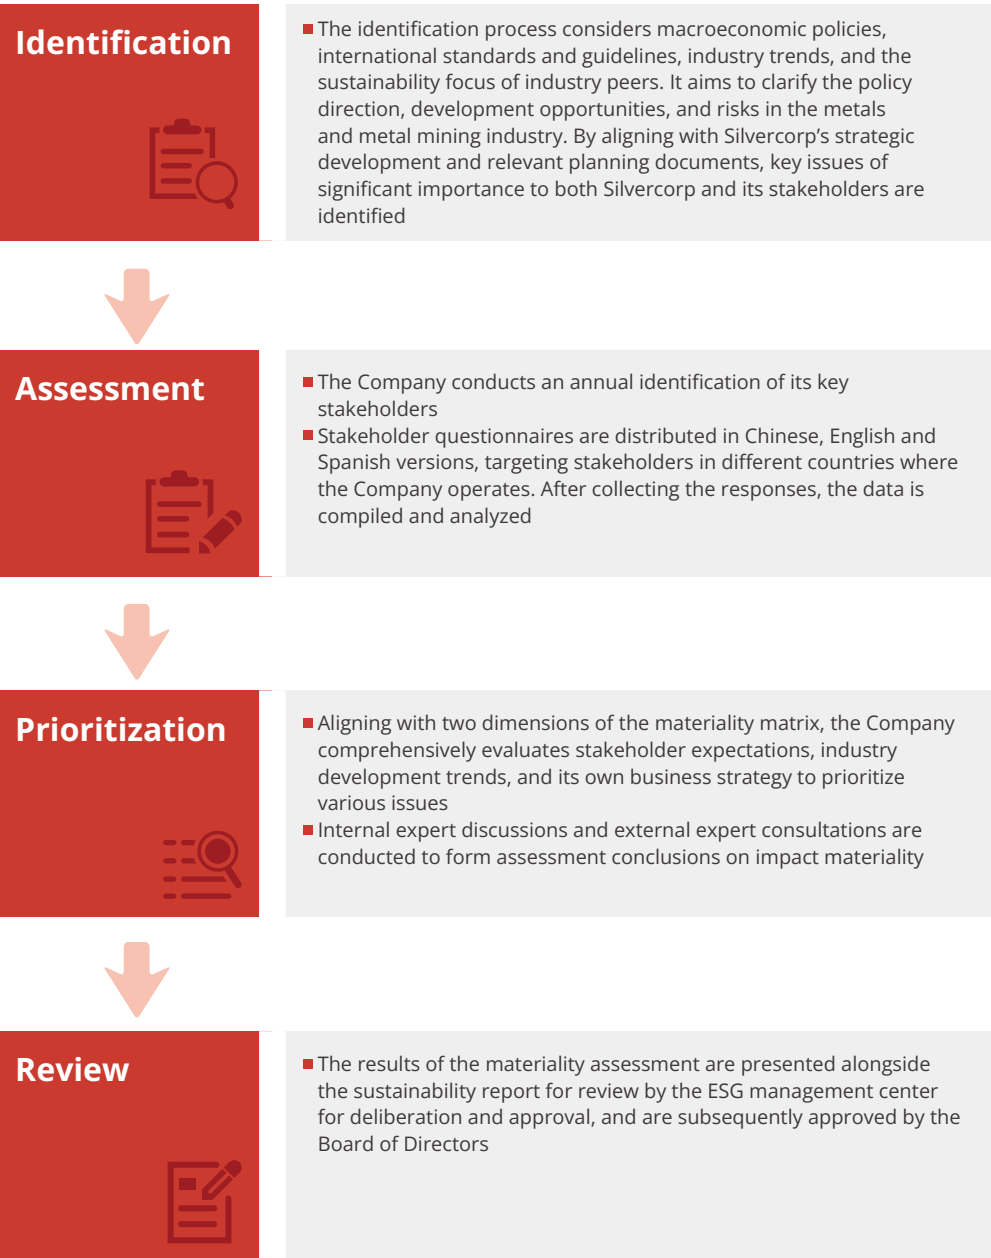 Identification
■ The identification process considers macroeconomic policies,
international standards and guidelines, industry trends, and the
sustainability focus of industry peers. It aims to clarify the policy
direction, development opportunities, and risks in the metals
and metal mining industry. By aligning with Silvercorp’s strategic
development and relevant planning documents, key issues of
significant importance to both Silvercorp and its stakeholders are
identified
Assessment
■ The Company conducts an annual identification of its key
stakeholders
■ Stakeholder questionnaires are distributed in Chinese, English and
Spanish versions, targeting stakeholders in different countries where
the Company operates. After collecting the responses, the data is
compiled and analyzed
Prioritization
■ Aligning with two dimensions of the materiality matrix, the Company
comprehensively evaluates stakeholder expectations, industry
development trends, and its own business strategy to prioritize
various issues
■ Internal expert discussions and external expert consultations are
conducted to form assessment conclusions on impact materiality
Review
■ The results of the materiality assessment are presented alongside
the sustainability report for review by the ESG management center
for deliberation and approval, and are subsequently approved by the
Board of Directors